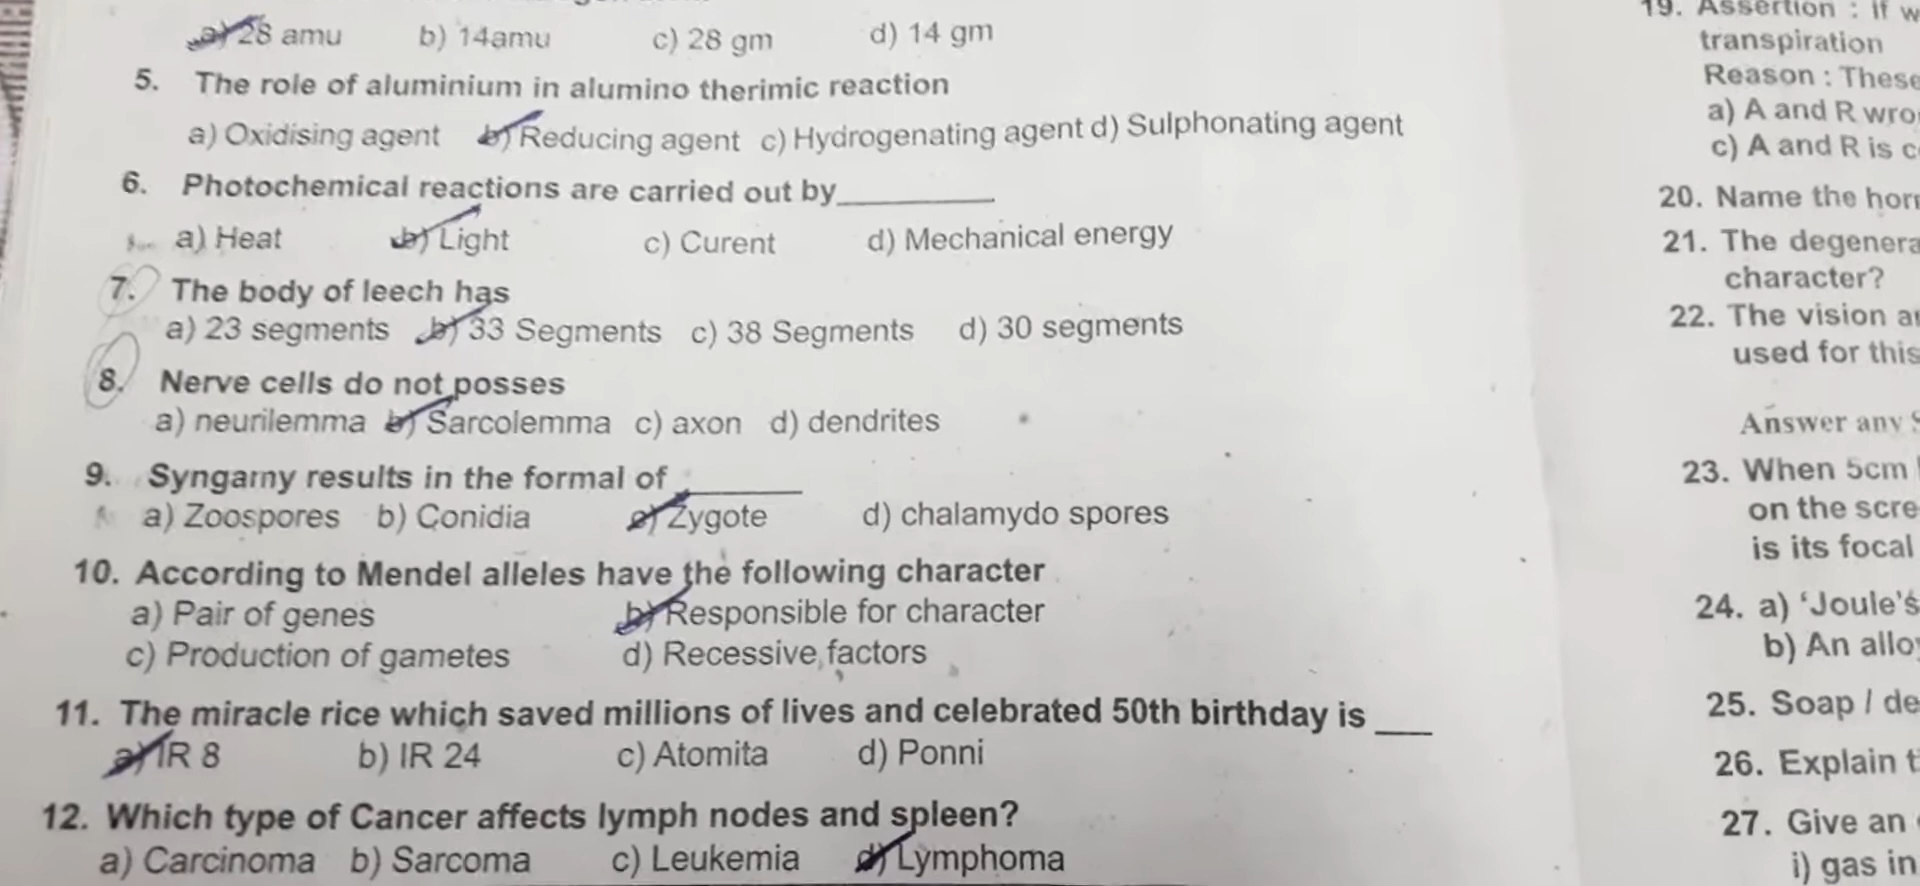 a) 28 amu b) 14amu c) 28 gm d) 14 gm
5. The role of aluminium in alumino therimic reaction
a) Oxidising agent b) Reducing agent c) Hydrogenating agent d) Sulphonating agent
6. Photochemical reactions are carried out by________
a) Heat b) Light c) Curent d) Mechanical energy
7. The body of leech has
a) 23 segments b) 33 Segments c) 38 Segments d) 30 segments
8. Nerve cells do not posses
a) neurilemma b) Sarcolemma c) axon d) dendrites
9. Syngamy results in the formal of ________
a) Zoospores b) Conidia c) Zygote d) chalamydo spores
10. According to Mendel alleles have the following character
a) Pair of genes b) Responsible for character
c) Production of gametes d) Recessive factors
11. The miracle rice which saved millions of lives and celebrated 50th birthday is ____
a) IR 8 b) IR 24 c) Atomita d) Ponni
12. Which type of Cancer affects lymph nodes and spleen?
a) Carcinoma b) Sarcoma c) Leukemia d) Lymphoma
19. Assertion : If
transpiration
Reason : These
a) A and R
c) A and R is
20. Name the
21. The
character?
22. The vision
used for this
Answer any
23. When 5cm
on the
is its focal
24. a) 'Joule's
b) An
25. Soap /
26. Explain
27. Give an
i) gas in